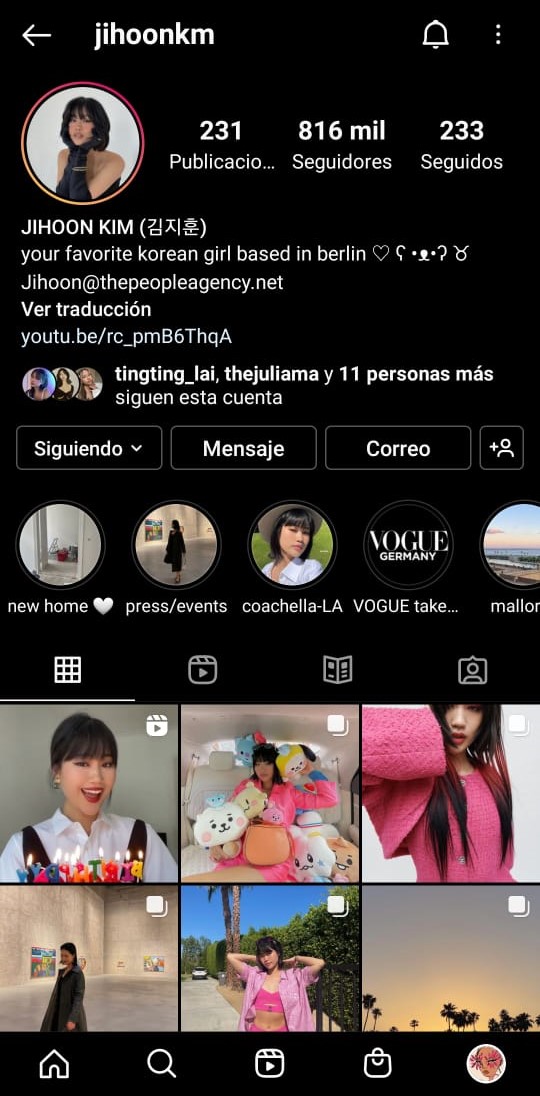 jihoonkm
231 816 mil 233
Publicacio... Seguidores Seguidos
JIHOON KIM (김지훈)
your favorite korean girl based in berlin ♡ ʕ •ᴥ•ʔ ♉︎
Jihoon@thepeopleagency.net
Ver traducción
youtu.be/rc_pmB6ThqA
tingting_lai, thejuliama y 11 personas más
siguen esta cuenta
Siguiendo Mensaje Correo
VOGUE
GERMANY
new home 🤍 press/events coachella-LA VOGUE take... mallor